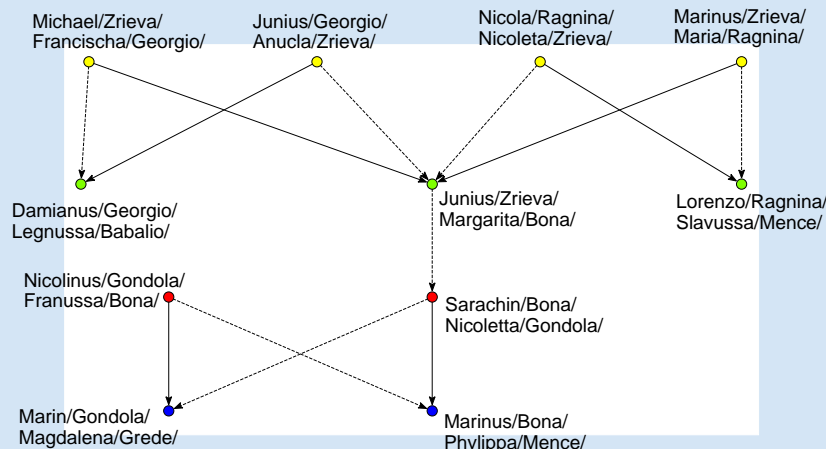 Michael/Zrieva/
Francischa/Georgio/
Junius/Georgio/
Anucla/Zrieva/
Nicola/Ragnina/
Nicoleta/Zrieva/
Marinus/Zrieva/
Maria/Ragnina/
Damianus/Georgio/
Legnussa/Babalio/
Junius/Zrieva/
Margarita/Bona/
Lorenzo/Ragnina/
Slavussa/Mence/
Nicolinus/Gondola/
Franussa/Bona/
Sarachin/Bona/
Nicoletta/Gondola/
Marin/Gondola/
Magdalena/Grede/
Marinus/Bona/
Phylippa/Mence/